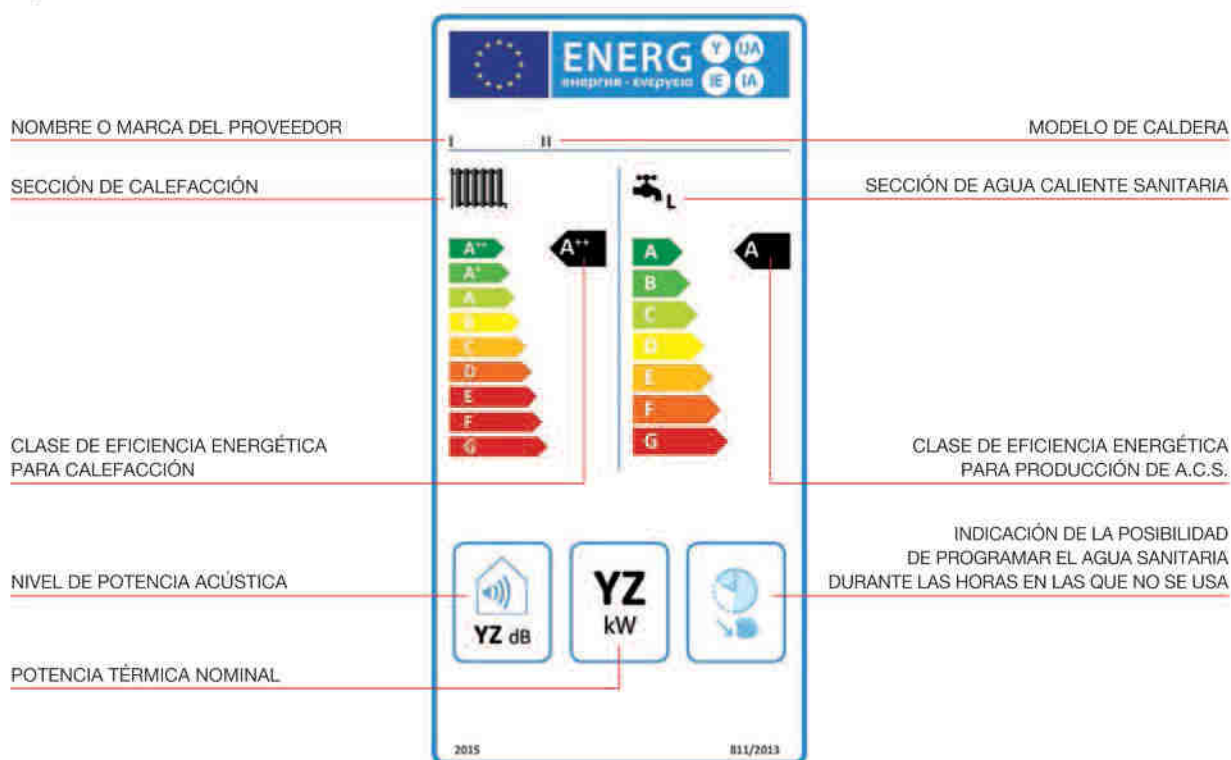 ENERG Y UA
енергия · ενεργεια IE IA
NOMBRE O MARCA DEL PROVEEDOR
I II
MODELO DE CALDERA
SECCIÓN DE CALEFACCIÓN
L
SECCIÓN DE AGUA CALIENTE SANITARIA
A++
A+
A
B
C
D
E
F
G
A++
A
B
C
D
E
F
G
A
CLASE DE EFICIENCIA ENERGÉTICA
PARA CALEFACCIÓN
CLASE DE EFICIENCIA ENERGÉTICA
PARA PRODUCCIÓN DE A.C.S.
INDICACIÓN DE LA POSIBILIDAD
DE PROGRAMAR EL AGUA SANITARIA
DURANTE LAS HORAS EN LAS QUE NO SE USA
NIVEL DE POTENCIA ACÚSTICA
YZ dB
YZ
kW
POTENCIA TÉRMICA NOMINAL
2015
811/2013